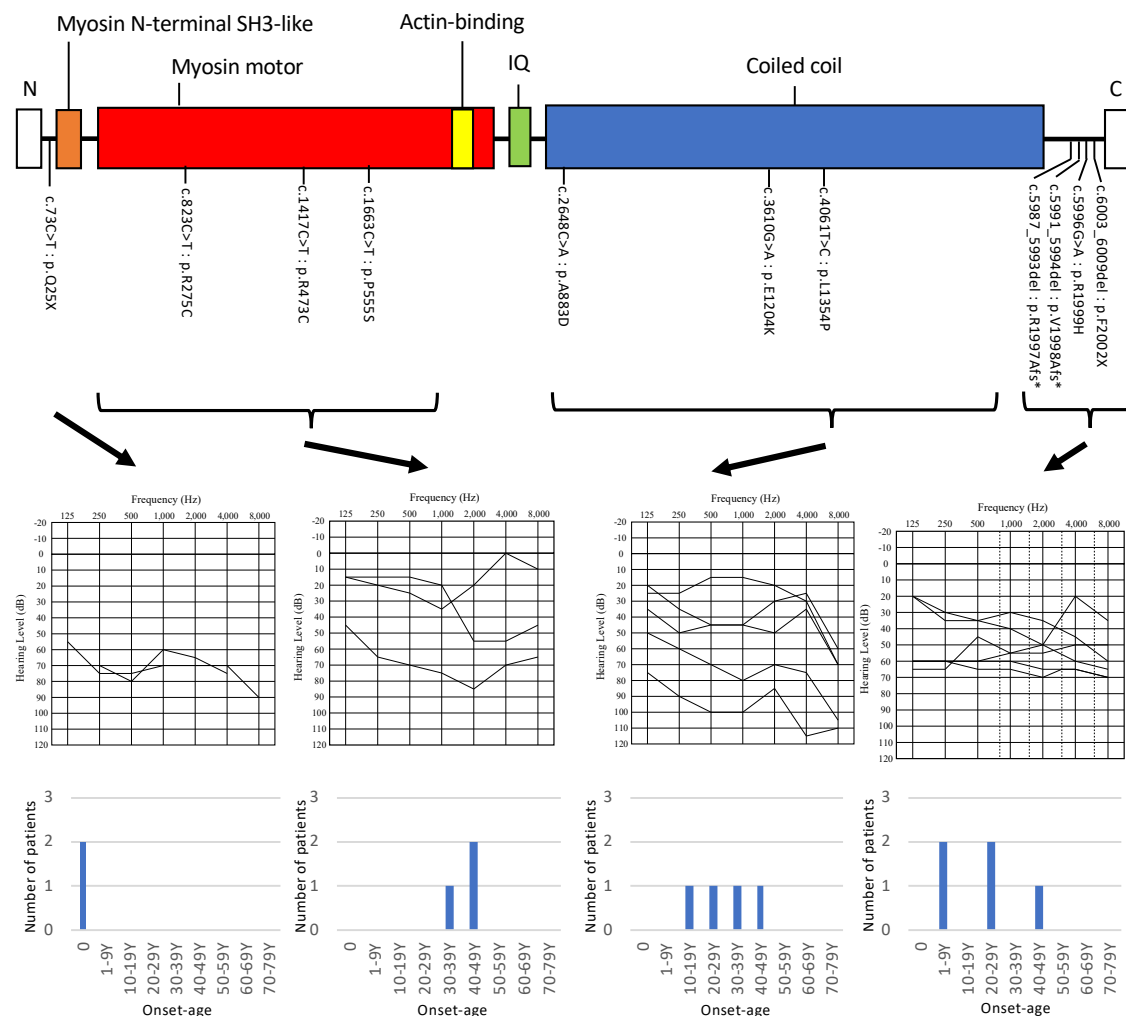 Myosin N-terminal SH3-like
Actin-binding
Myosin motor
IQ
Coiled coil
N
C
c.73C>T : p.Q25X
c.823C>T : p.R275C
c.1417C>T : p.R473C
c.1663C>T : p.P555S
c.2648C>A : p.A883D
c.3610G>A : p.E1204K
c.4061T>C : p.L1354P
c.5987_5993del : p.R1997Afs*
c.5991_5994del : p.V1998Afs*
c.5996G>A : p.R1999H
c.6003_6009del : p.F2002X
Frequency (Hz)
125 250 500 1,000 2,000 4,000 8,000
Hearing Level (dB)
-20
-10
0
10
20
30
40
50
60
70
80
90
100
110
120
Frequency (Hz)
125 250 500 1,000 2,000 4,000 8,000
Hearing Level (dB)
-20
-10
0
10
20
30
40
50
60
70
80
90
100
110
120
Frequency (Hz)
125 250 500 1,000 2,000 4,000 8,000
Hearing Level (dB)
-20
-10
0
10
20
30
40
50
60
70
80
90
100
110
120
Frequency (Hz)
125 250 500 1,000 2,000 4,000 8,000
Hearing Level (dB)
-20
-10
0
10
20
30
40
50
60
70
80
90
100
110
120
Number of patients
3
2
1
0
0
1-9Y
10-19Y
20-29Y
30-39Y
40-49Y
50-59Y
60-69Y
70-79Y
Onset-age
Number of patients
3
2
1
0
0
1-9Y
10-19Y
20-29Y
30-39Y
40-49Y
50-59Y
60-69Y
70-79Y
Onset-age
Number of patients
3
2
1
0
0
1-9Y
10-19Y
20-29Y
30-39Y
40-49Y
50-59Y
60-69Y
70-79Y
Onset-age
Number of patients
3
2
1
0
0
1-9Y
10-19Y
20-29Y
30-39Y
40-49Y
50-59Y
60-69Y
70-79Y
Onset-age